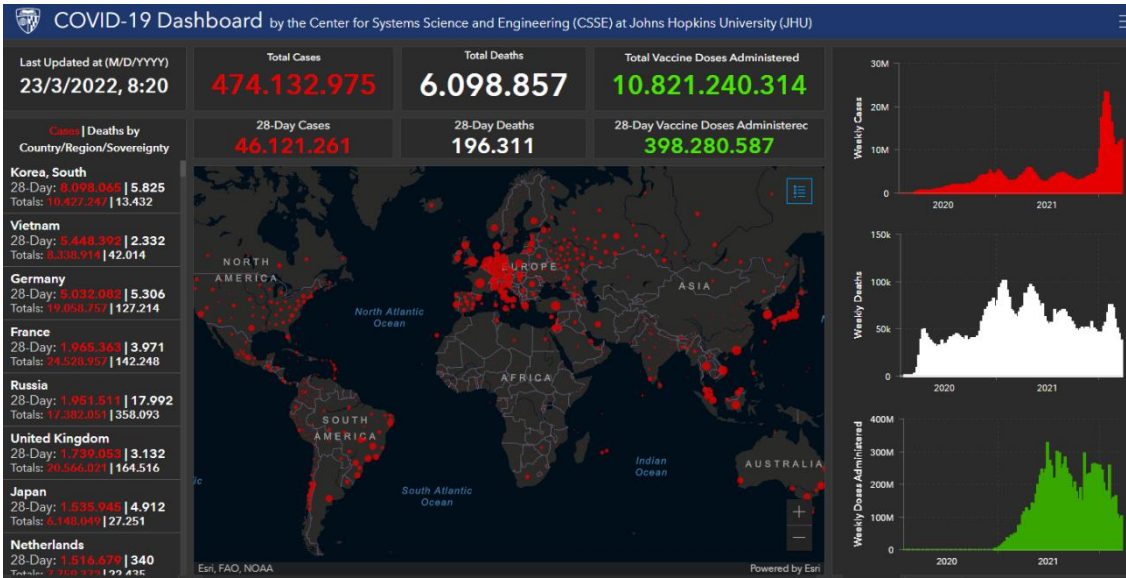 COVID-19 Dashboard by the Center for Systems Science and Engineering (CSSE) at Johns Hopkins University (JHU)
Last Updated at (M/D/YYYY)
23/3/2022, 8:20
Total Cases
474.132.975
Total Deaths
6.098.857
Total Vaccine Doses Administered
10.821.240.314
28-Day Cases
46.121.261
28-Day Deaths
196.311
28-Day Vaccine Doses Administerec
398.280.587
Cases | Deaths by
Country/Region/Sovereignty
Korea, South
28-Day: 8.098.065 | 5.825
Totals: 10.427.247 | 13.432
Vietnam
28-Day: 5.448.392 | 2.332
Totals: 8.338.914 | 42.014
Germany
28-Day: 5.032.082 | 5.306
Totals: 19.058.757 | 127.214
France
28-Day: 1.965.363 | 3.971
Totals: 24.528.957 | 142.248
Russia
28-Day: 1.951.511 | 17.992
Totals: 17.382.051 | 358.093
United Kingdom
28-Day: 1.739.053 | 3.132
Totals: 20.566.021 | 164.516
Japan
28-Day: 1.535.945 | 4.912
Totals: 6.148.049 | 27.251
Netherlands
28-Day: 1.516.679 | 340
Totals: 22.435
NORTH
AMERICA
EUROPE
ASIA
North Atlantic
Ocean
AFRICA
SOUTH
AMERICA
Indian
Ocean
AUSTRALIA
South Atlantic
Ocean
+
−
Esri, FAO, NOAA
Powered by Esri
Weekly Cases
30M
20M
10M
0
2020
2021
Weekly Deaths
150k
100k
50k
0
2020
2021
Weekly Doses Administered
400M
300M
200M
100M
0
2020
2021